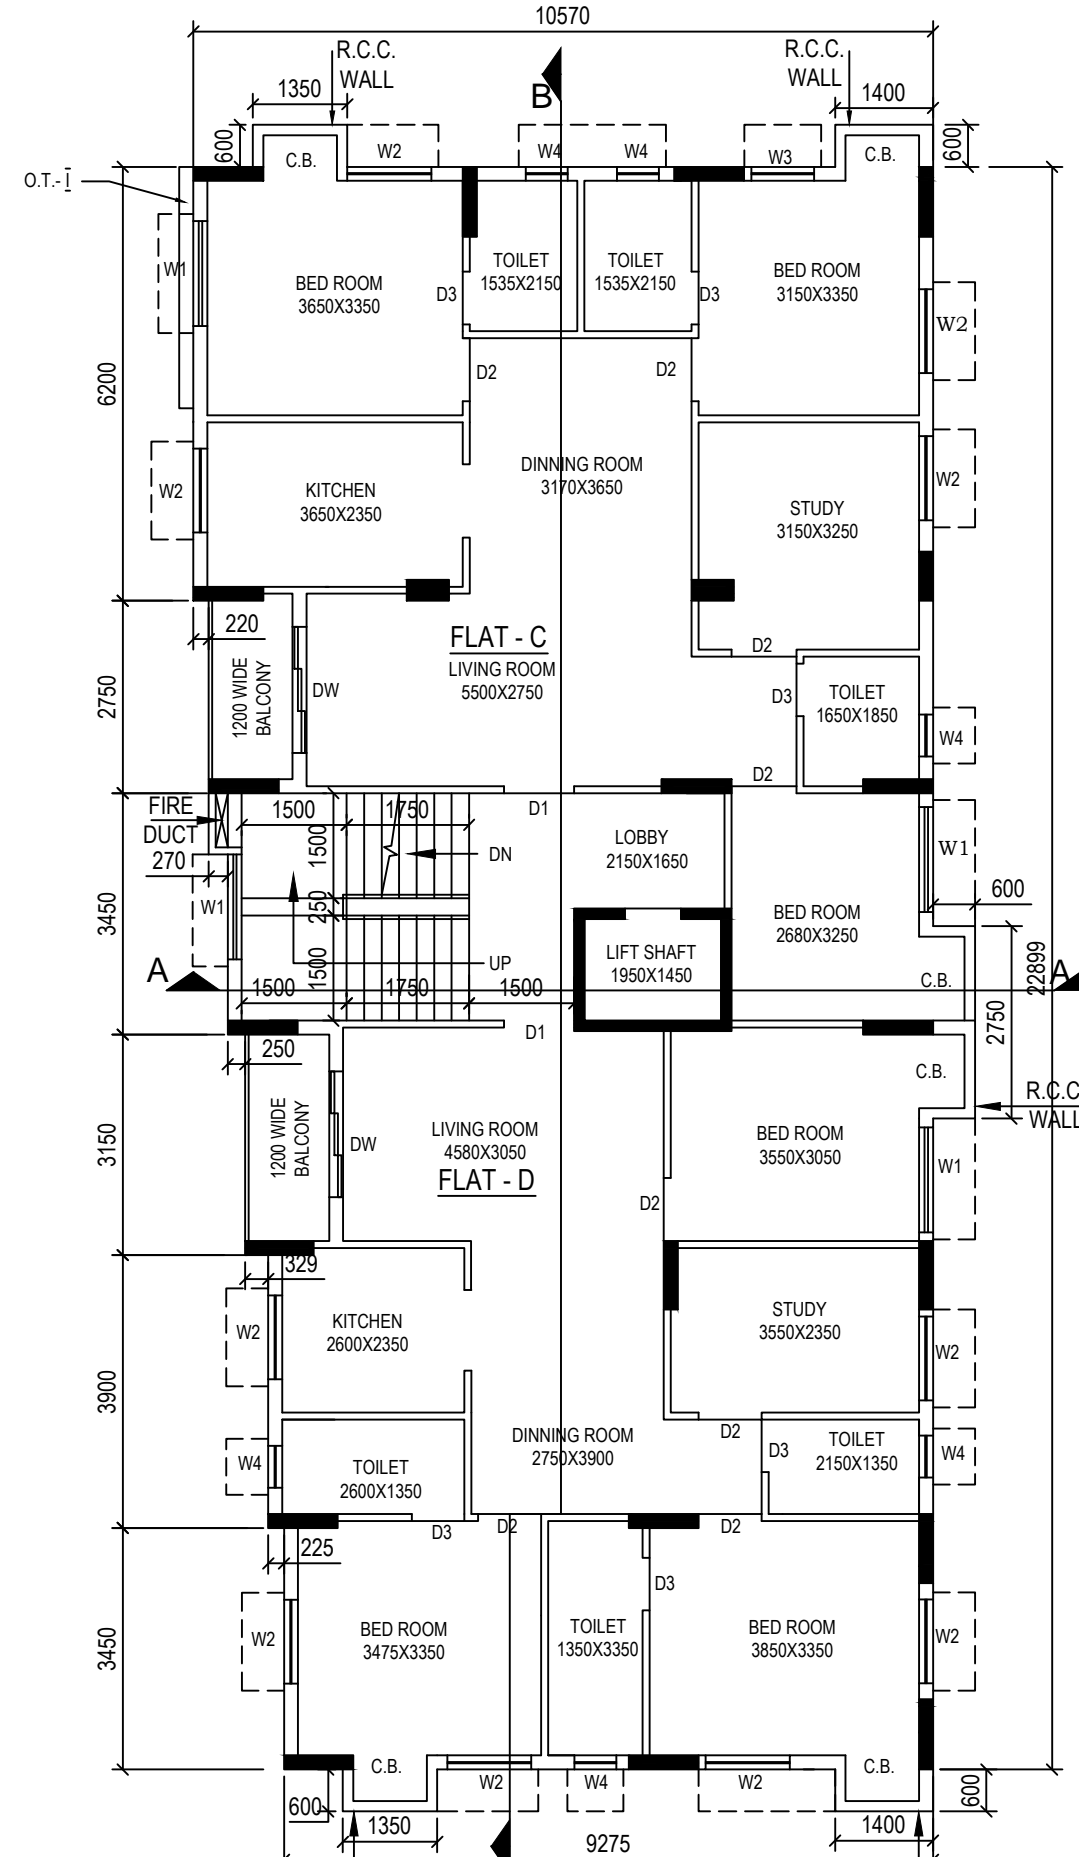 10570
R.C.C.
WALL
R.C.C.
WALL
1350
B
1400
600
C.B.
W2
W4
W4
W3
C.B.
600
O.T.-I
W1
BED ROOM
3650X3350
TOILET
1535X2150
TOILET
1535X2150
BED ROOM
3150X3350
D3
D3
W2
6200
D2
D2
W2
KITCHEN
3650X2350
DINNING ROOM
3170X3650
STUDY
3150X3250
W2
220
FLAT - C
LIVING ROOM
5500X2750
D2
2750
1200 WIDE
BALCONY
DW
D3
TOILET
1650X1850
W4
D2
FIRE
DUCT
1500
1750
D1
270
1500
DN
LOBBY
2150X1650
W1
3450
W1
250
BED ROOM
2680X3250
600
1500
UP
LIFT SHAFT
1950X1450
C.B.
22899
A
A
1500
1750
1500
2750
250
D1
C.B.
R.C.C
WALL
3150
1200 WIDE
BALCONY
DW
LIVING ROOM
4580X3050
FLAT - D
BED ROOM
3550X3050
W1
D2
329
W2
KITCHEN
2600X2350
STUDY
3550X2350
W2
3900
DINNING ROOM
2750X3900
D2
D3
TOILET
2150X1350
W4
W4
TOILET
2600X1350
D3
D2
D2
225
D3
3450
W2
BED ROOM
3475X3350
TOILET
1350X3350
BED ROOM
3850X3350
W2
C.B.
W2
W4
W2
C.B.
600
600
1350
9275
1400